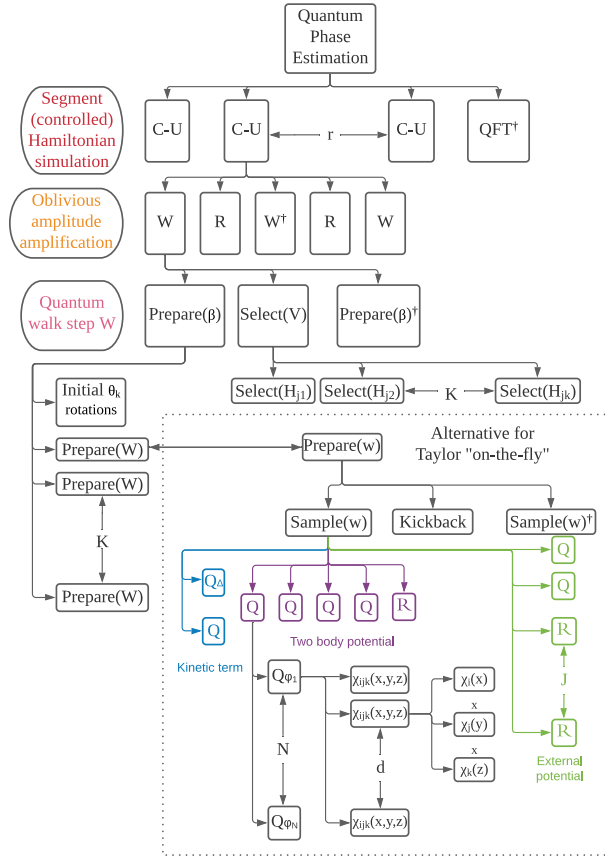 Quantum
Phase
Estimation
Segment
(controlled)
Hamiltonian
simulation
C-U
C-U
r
C-U
QFT†
Oblivious
amplitude
amplification
W
R
W†
R
W
Quantum
walk step W
Prepare(β)
Select(V)
Prepare(β)†
Initial θk
rotations
Select(Hj1)
Select(Hj2)
K
Select(Hjk)
Prepare(W)
Prepare(W)
K
Prepare(W)
Prepare(w)
Alternative for
Taylor "on-the-fly"
Sample(w)
Kickback
Sample(w)†
QΔ
Q
Kinetic term
Q
Q
Q
Q
R
Two body potential
Q
Q
R
J
R
External
potential
Qφ1
N
QφN
χijk(x,y,z)
χijk(x,y,z)
d
χijk(x,y,z)
χi(x)
x
χj(y)
x
χk(z)